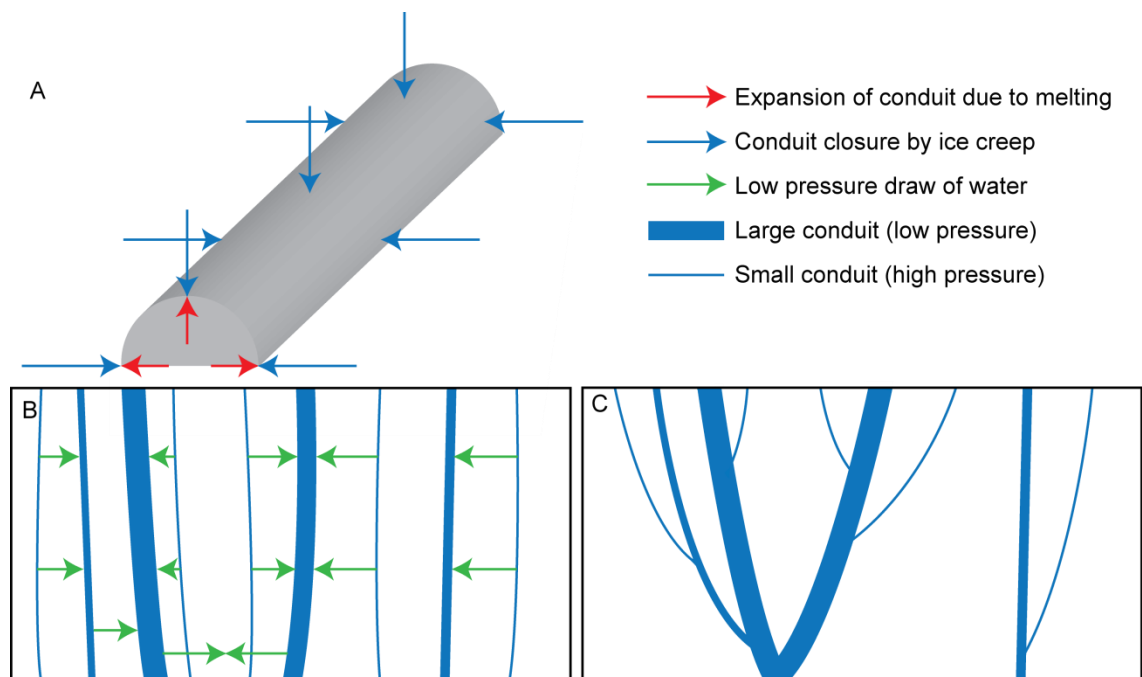 A
Expansion of conduit due to melting
Conduit closure by ice creep
Low pressure draw of water
Large conduit (low pressure)
Small conduit (high pressure)
B
C